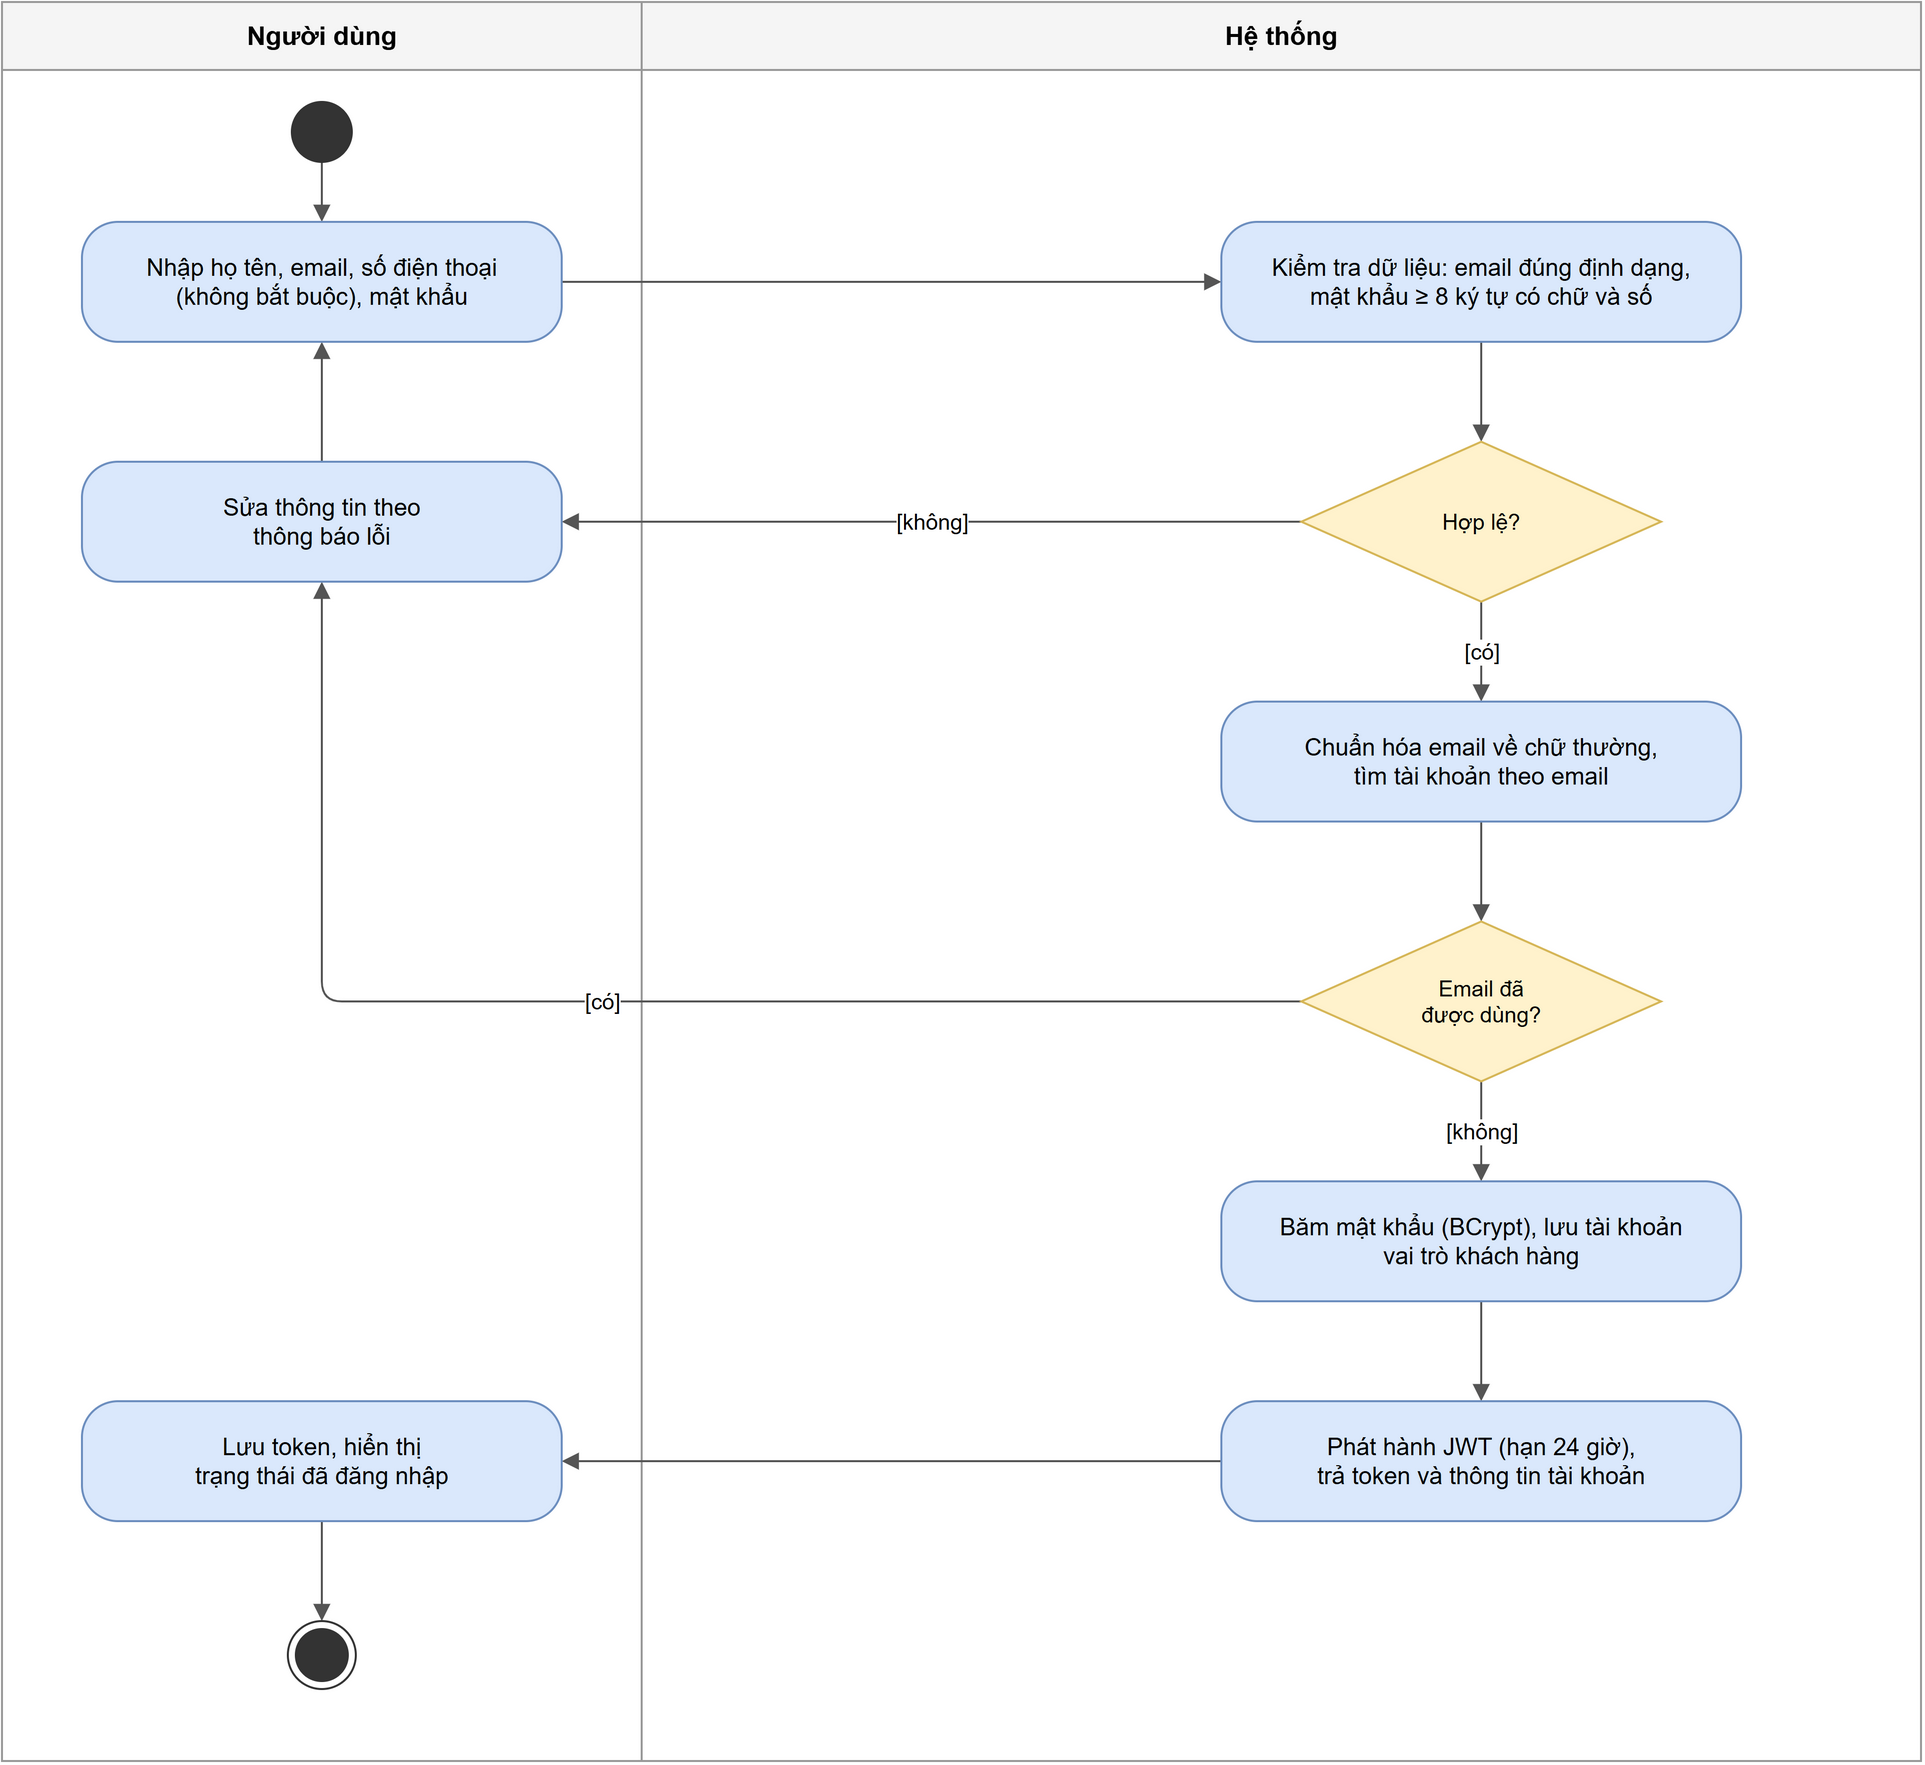 Người dùng
Hệ thống
Nhập họ tên, email, số điện thoại
(không bắt buộc), mật khẩu
Kiểm tra dữ liệu: email đúng định dạng,
mật khẩu ≥ 8 ký tự có chữ và số
Sửa thông tin theo
thông báo lỗi
[không]
Hợp lệ?
[có]
Chuẩn hóa email về chữ thường,
tìm tài khoản theo email
[có]
Email đã
được dùng?
[không]
Băm mật khẩu (BCrypt), lưu tài khoản
vai trò khách hàng
Lưu token, hiển thị
trạng thái đã đăng nhập
Phát hành JWT (hạn 24 giờ),
trả token và thông tin tài khoản